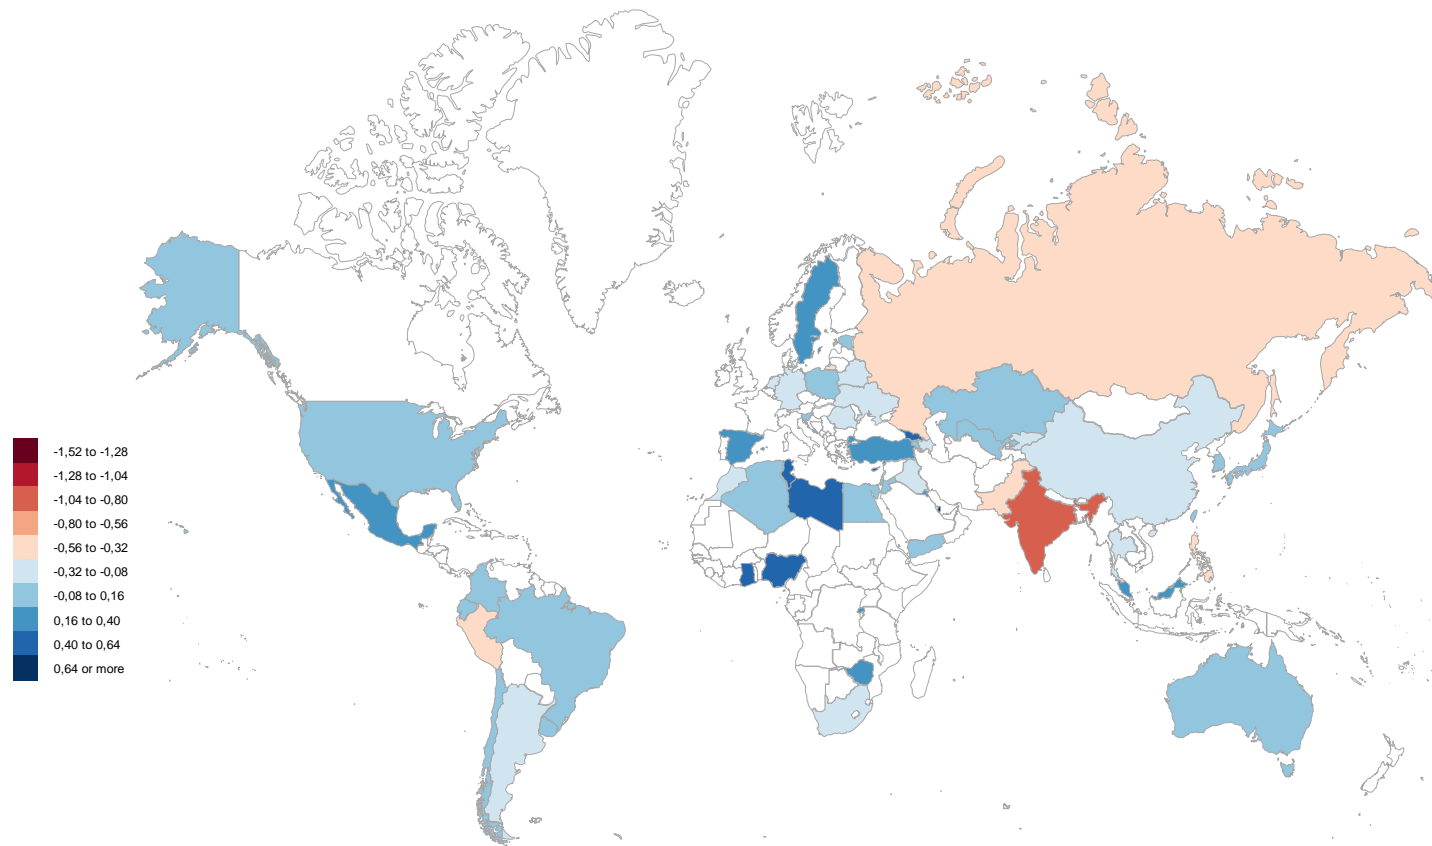 -1,52 to -1,28
-1,28 to -1,04
-1,04 to -0,80
-0,80 to -0,56
-0,56 to -0,32
-0,32 to -0,08
-0,08 to 0,16
0,16 to 0,40
0,40 to 0,64
0,64 or more